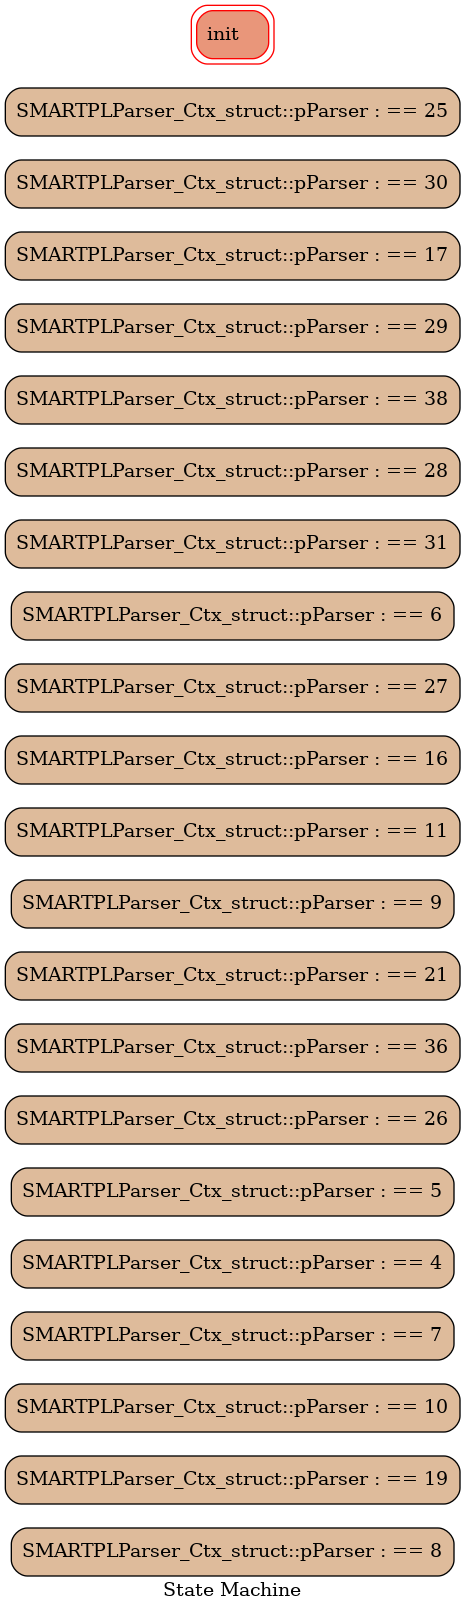 init
SMARTPLParser_Ctx_struct::pParser : == 25
SMARTPLParser_Ctx_struct::pParser : == 30
SMARTPLParser_Ctx_struct::pParser : == 17
SMARTPLParser_Ctx_struct::pParser : == 29
SMARTPLParser_Ctx_struct::pParser : == 38
SMARTPLParser_Ctx_struct::pParser : == 28
SMARTPLParser_Ctx_struct::pParser : == 31
SMARTPLParser_Ctx_struct::pParser : == 6
SMARTPLParser_Ctx_struct::pParser : == 27
SMARTPLParser_Ctx_struct::pParser : == 16
SMARTPLParser_Ctx_struct::pParser : == 11
SMARTPLParser_Ctx_struct::pParser : == 9
SMARTPLParser_Ctx_struct::pParser : == 21
SMARTPLParser_Ctx_struct::pParser : == 36
SMARTPLParser_Ctx_struct::pParser : == 26
SMARTPLParser_Ctx_struct::pParser : == 5
SMARTPLParser_Ctx_struct::pParser : == 4
SMARTPLParser_Ctx_struct::pParser : == 7
SMARTPLParser_Ctx_struct::pParser : == 10
SMARTPLParser_Ctx_struct::pParser : == 19
SMARTPLParser_Ctx_struct::pParser : == 8
State Machine